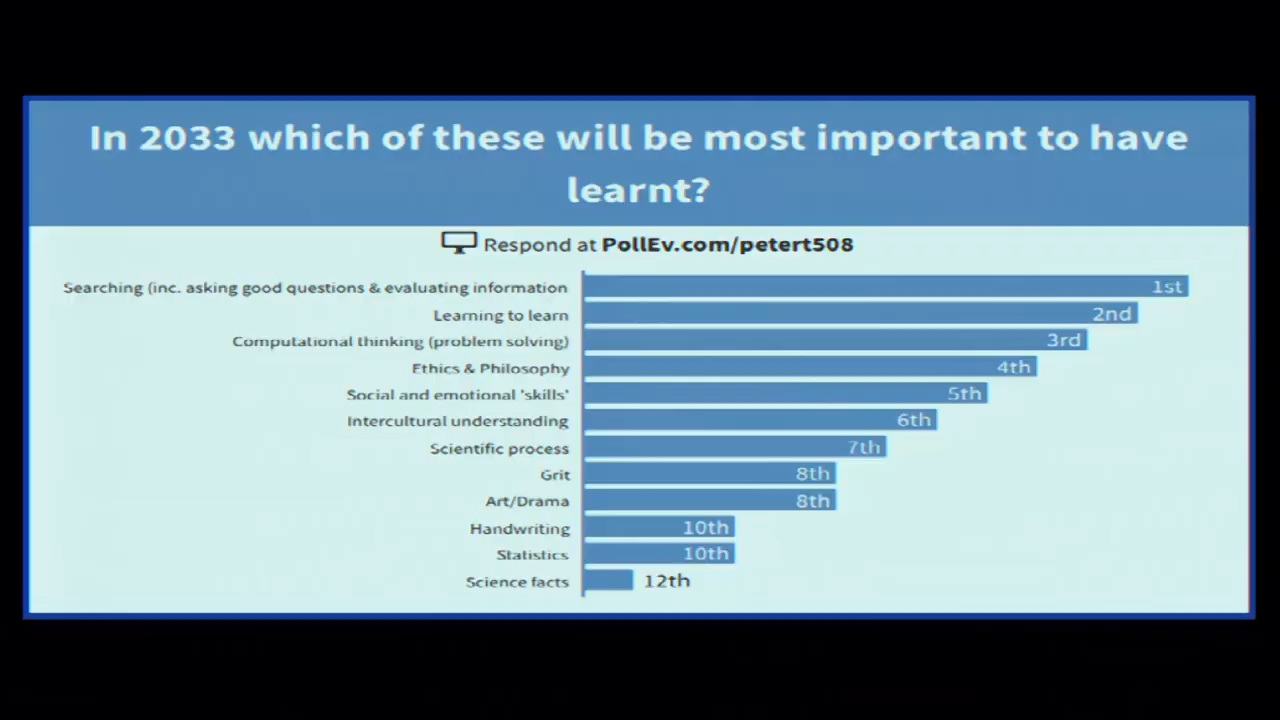 In 2033 which of these will be most important to have
learnt?
Respond at PollEv.com/petert508
Searching (inc. asking good questions & evaluating information 1st
Learning to learn 2nd
Computational thinking (problem solving) 3rd
Ethics & Philosophy 4th
Social and emotional 'skills' 5th
Intercultural understanding 6th
Scientific process 7th
Grit 8th
Art/Drama 8th
Handwriting 10th
Statistics 10th
Science facts 12th